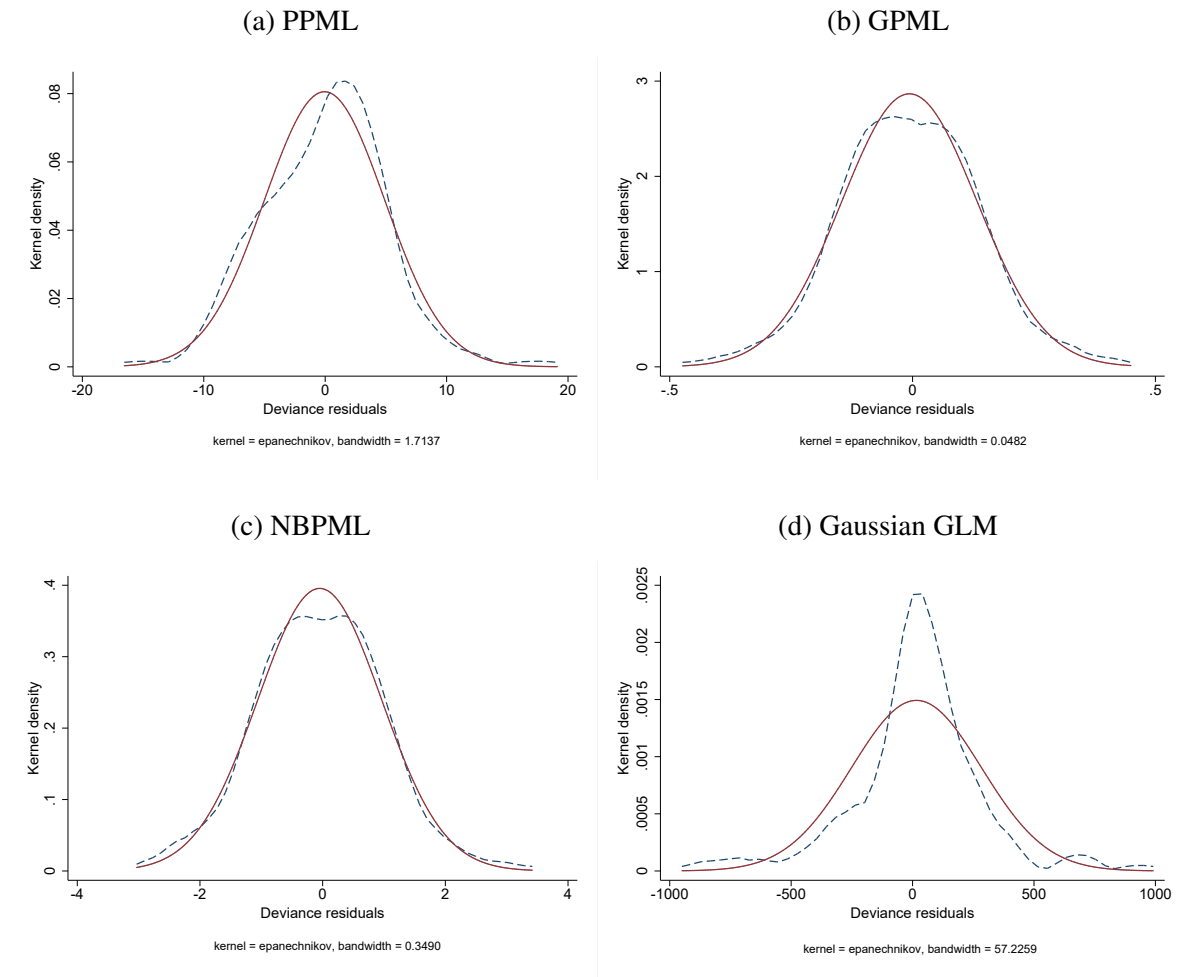 (a) PPML
Kernel density
0
.02
.04
.06
.08
-20
-10
0
10
20
Deviance residuals
kernel = epanechnikov, bandwidth = 1.7137
(b) GPML
Kernel density
0
1
2
3
-.5
0
.5
Deviance residuals
kernel = epanechnikov, bandwidth = 0.0482
(c) NBPML
Kernel density
0
.1
.2
.3
.4
-4
-2
0
2
4
Deviance residuals
kernel = epanechnikov, bandwidth = 0.3490
(d) Gaussian GLM
Kernel density
0
.0005
.001
.0015
.002
.0025
-1000
-500
0
500
1000
Deviance residuals
kernel = epanechnikov, bandwidth = 57.2259